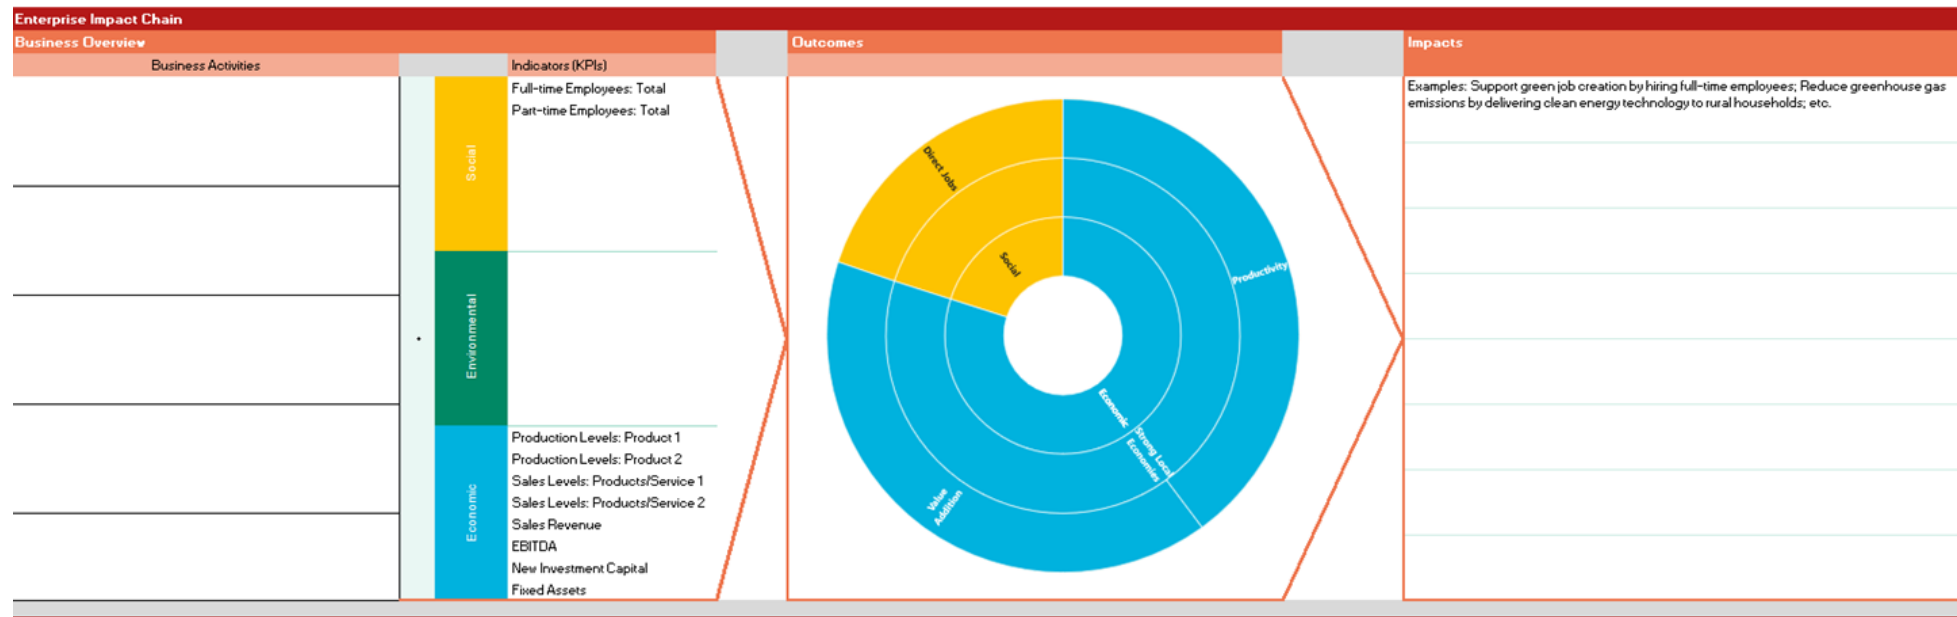 Enterprise Impact Chain
Business Overview
Outcomes
Impacts
Business Activities
Indicators (KPIs)
Social
Full-time Employees: Total
Part-time Employees: Total
Environmental
Economic
Production Levels: Product 1
Production Levels: Product 2
Sales Levels: Products/Service 1
Sales Levels: Products/Service 2
Sales Revenue
EBITDA
New Investment Capital
Fixed Assets
Direct Jobs
Social
Productivity
Economic
Strong Local
Economies
Value
Addition
Examples: Support green job creation by hiring full-time employees; Reduce greenhouse gas
emissions by delivering clean energy technology to rural households; etc.